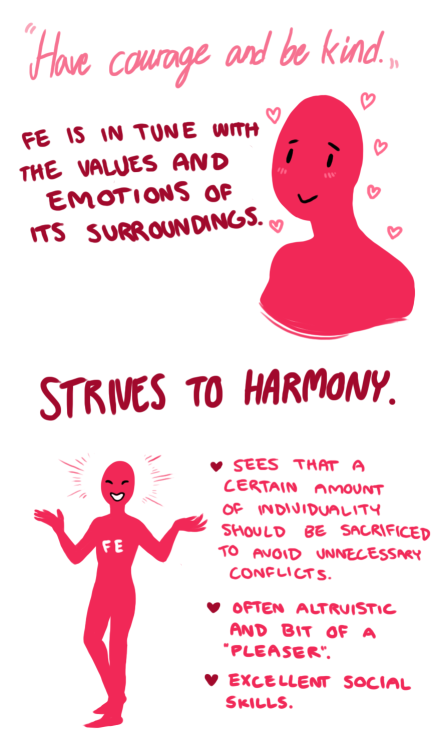 "Have courage and be kind."
FE IS IN TUNE WITH
THE VALUES AND
EMOTIONS OF
ITS SURROUNDINGS.
STRIVES TO HARMONY.
FE
♥ SEES THAT A
CERTAIN AMOUNT
OF INDIVIDUALITY
SHOULD BE SACRIFICED
TO AVOID UNNECESSARY
CONFLICTS.
♥ OFTEN ALTRUISTIC
AND BIT OF A
"PLEASER".
♥ EXCELLENT SOCIAL
SKILLS.